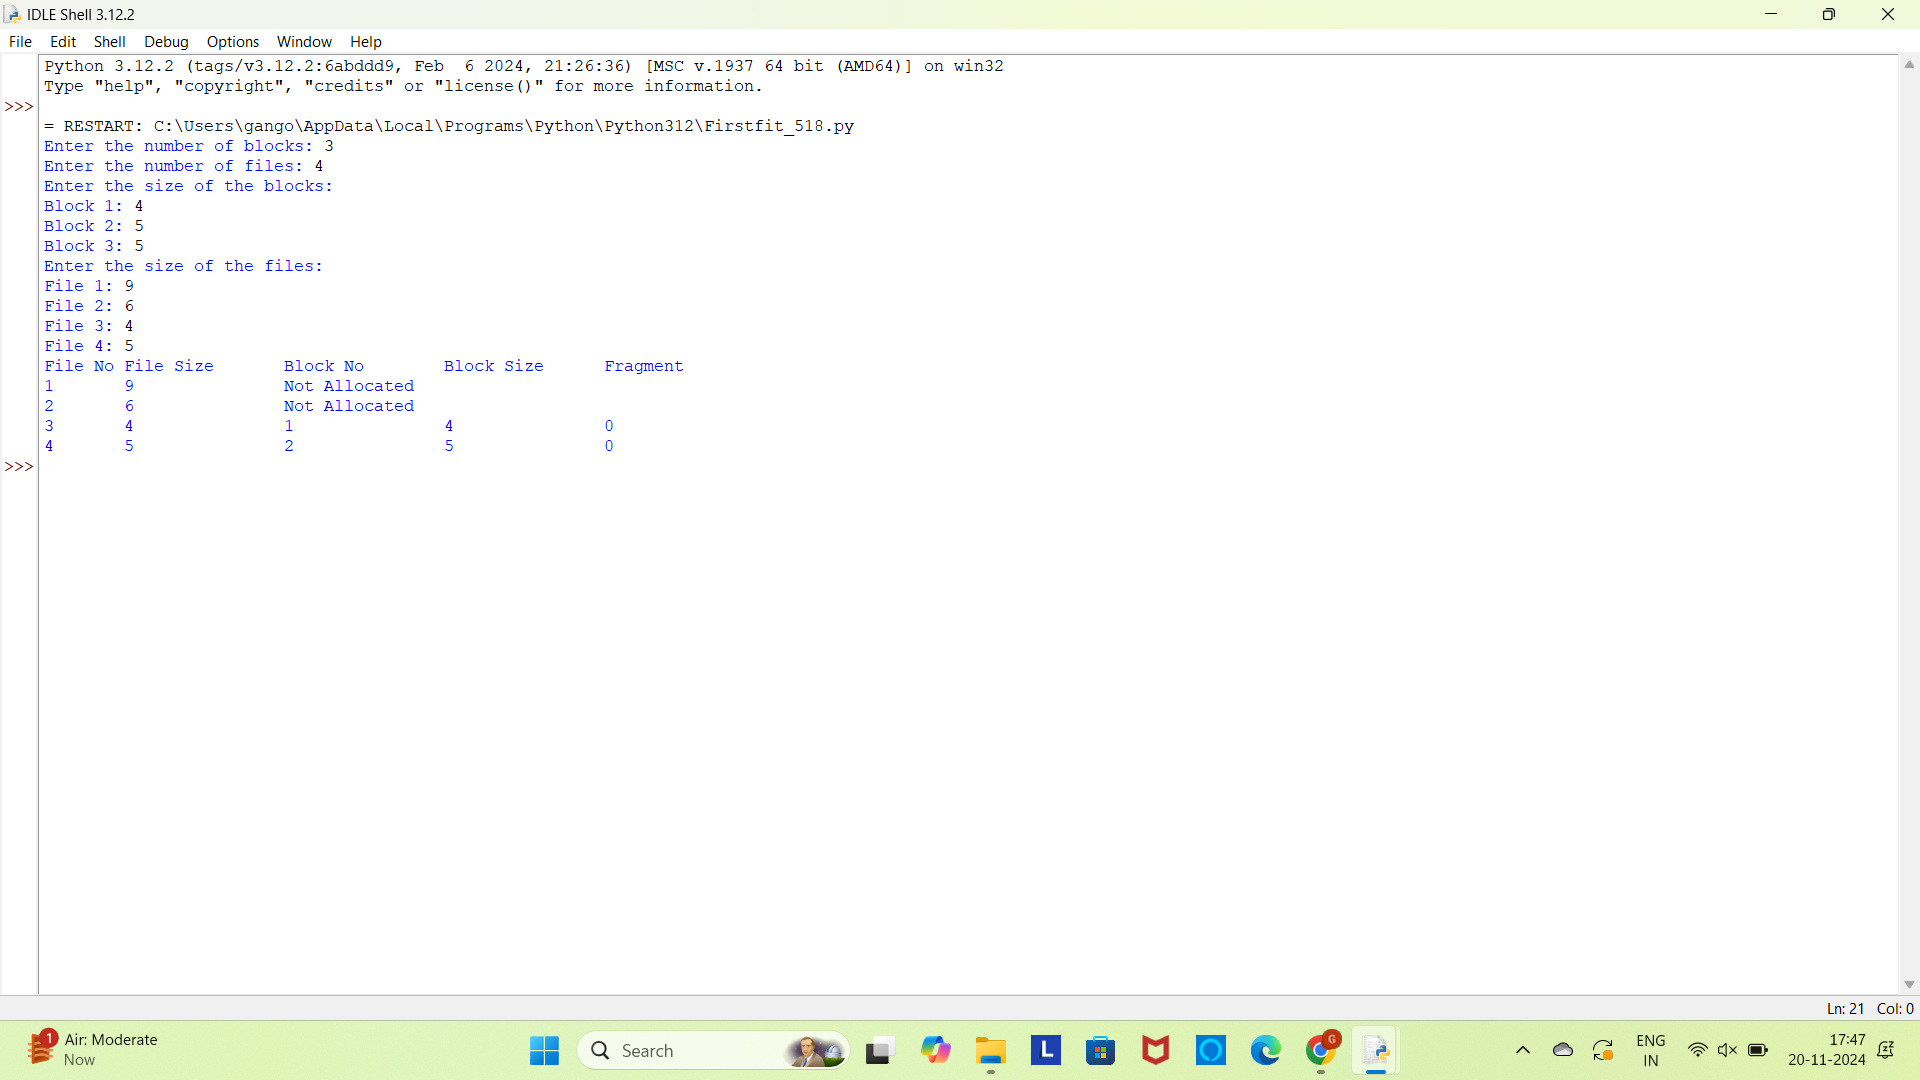 IDLE Shell 3.12.2
File Edit Shell Debug Options Window Help
Python 3.12.2 (tags/v3.12.2:6abddd9, Feb  6 2024, 21:26:36) [MSC v.1937 64 bit (AMD64)] on win32
Type "help", "copyright", "credits" or "license()" for more information.
>>>
= RESTART: C:\Users\gango\AppData\Local\Programs\Python\Python312\Firstfit_518.py
Enter the number of blocks: 3
Enter the number of files: 4
Enter the size of the blocks:
Block 1: 4
Block 2: 5
Block 3: 5
Enter the size of the files:
File 1: 9
File 2: 6
File 3: 4
File 4: 5
File No File Size Block No Block Size Fragment
1 9 Not Allocated
2 6 Not Allocated
3 4 1 4 0
4 5 2 5 0
>>>
Ln: 21 Col: 0
1 Air: Moderate
Now
Search
L
G
ENG
IN
17:47
20-11-2024